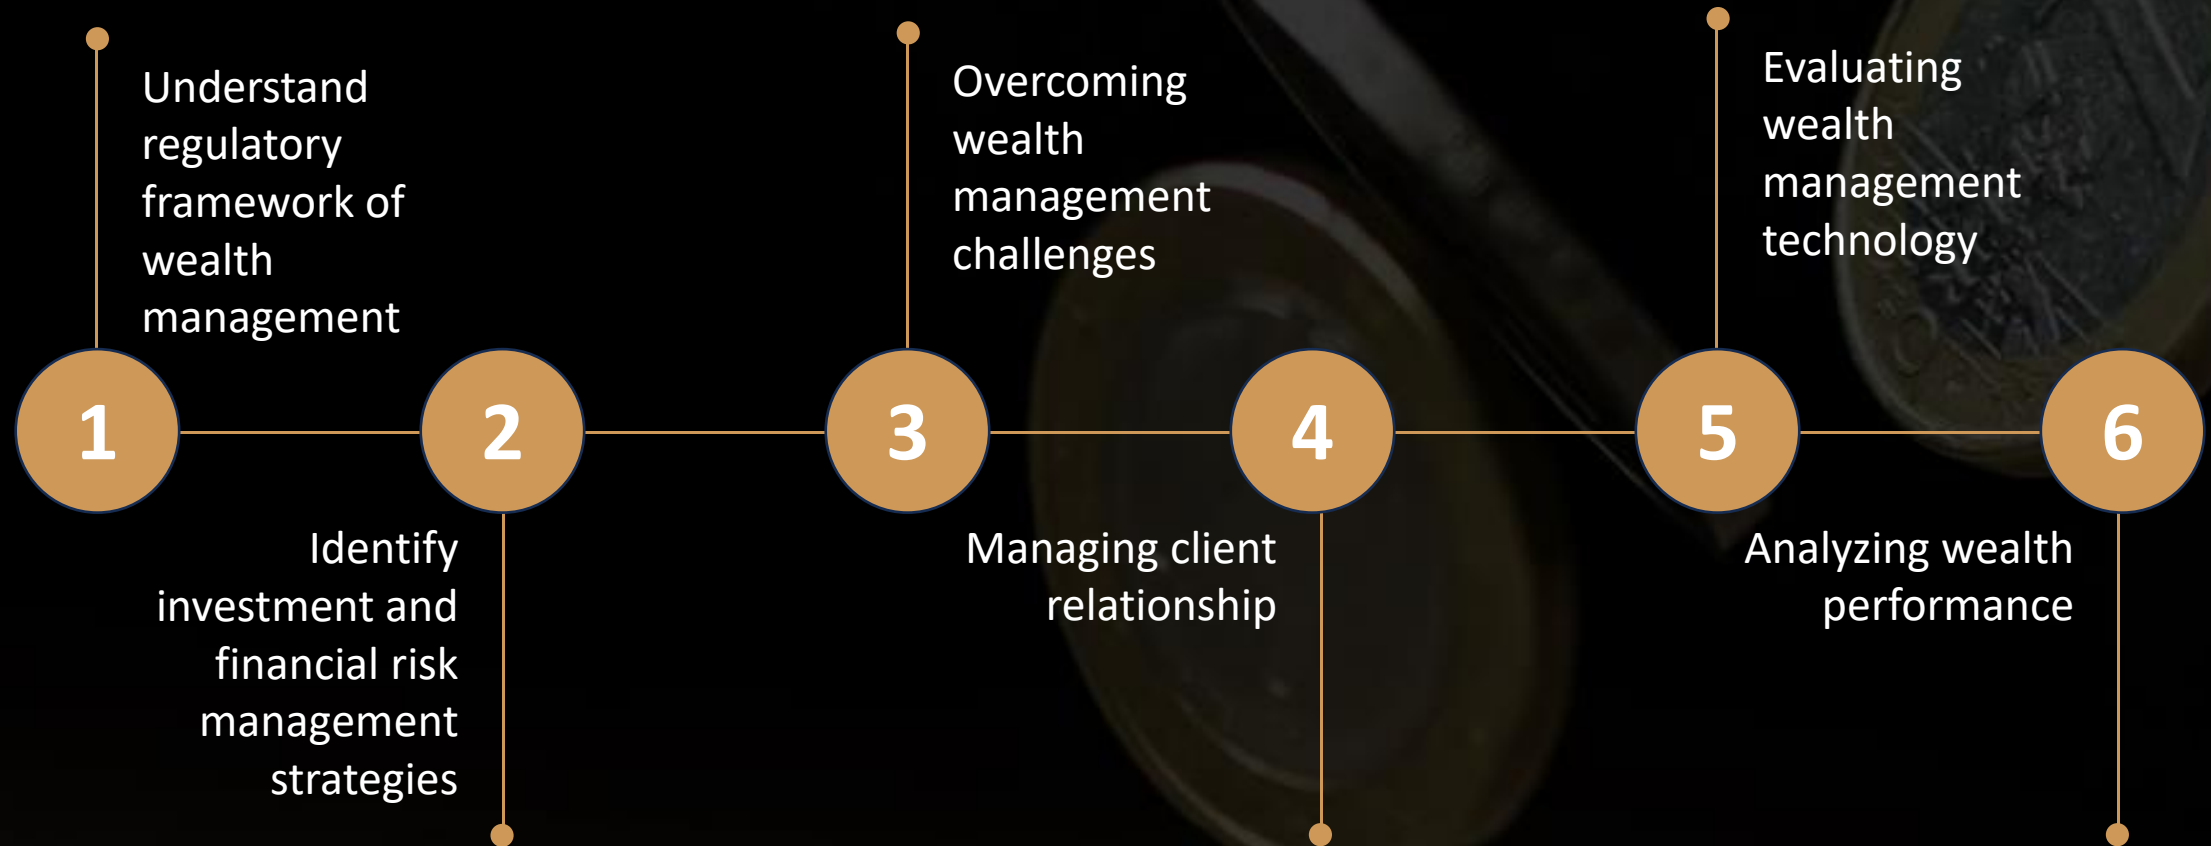 1
Understand
regulatory
framework of
wealth
management
2
Identify
investment and
financial risk
management
strategies
3
Overcoming
wealth
management
challenges
4
Managing client
relationship
5
Evaluating
wealth
management
technology
6
Analyzing wealth
performance